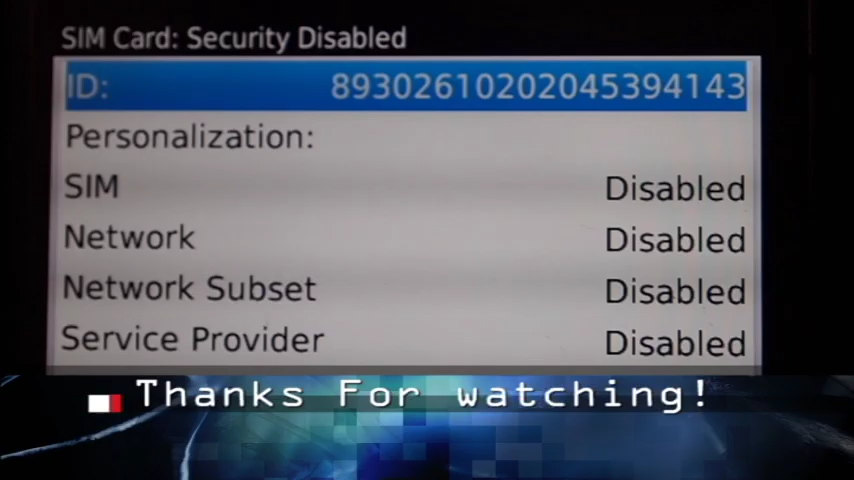 SIM Card: Security Disabled
ID: 89302610202045394143
Personalization:
SIM Disabled
Network Disabled
Network Subset Disabled
Service Provider Disabled
Thanks For watching!